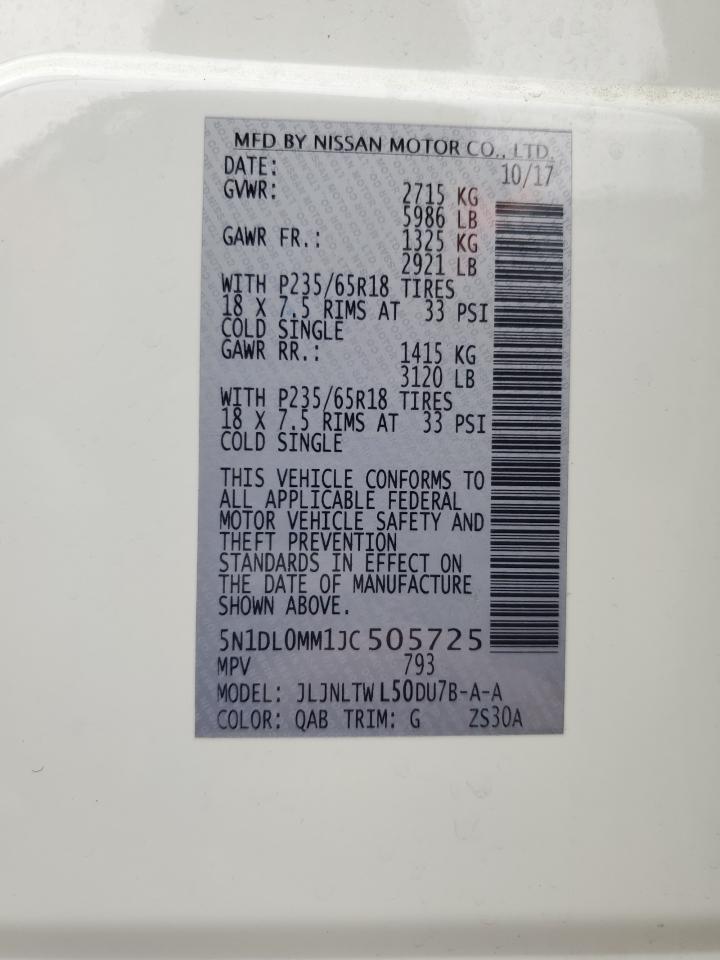 MFD BY NISSAN MOTOR CO., LTD.
DATE: 10/17
GVWR: 2715 KG
5986 LB
GAWR FR.: 1325 KG
2921 LB
WITH P235/65R18 TIRES
18 X 7.5 RIMS AT 33 PSI
COLD SINGLE
GAWR RR.: 1415 KG
3120 LB
WITH P235/65R18 TIRES
18 X 7.5 RIMS AT 33 PSI
COLD SINGLE
THIS VEHICLE CONFORMS TO
ALL APPLICABLE FEDERAL
MOTOR VEHICLE SAFETY AND
THEFT PREVENTION
STANDARDS IN EFFECT ON
THE DATE OF MANUFACTURE
SHOWN ABOVE.
5N1DL0MM1JC505725
MPV 793
MODEL: JLJNLTWL50DU7B-A-A
COLOR: QAB TRIM: G ZS30A